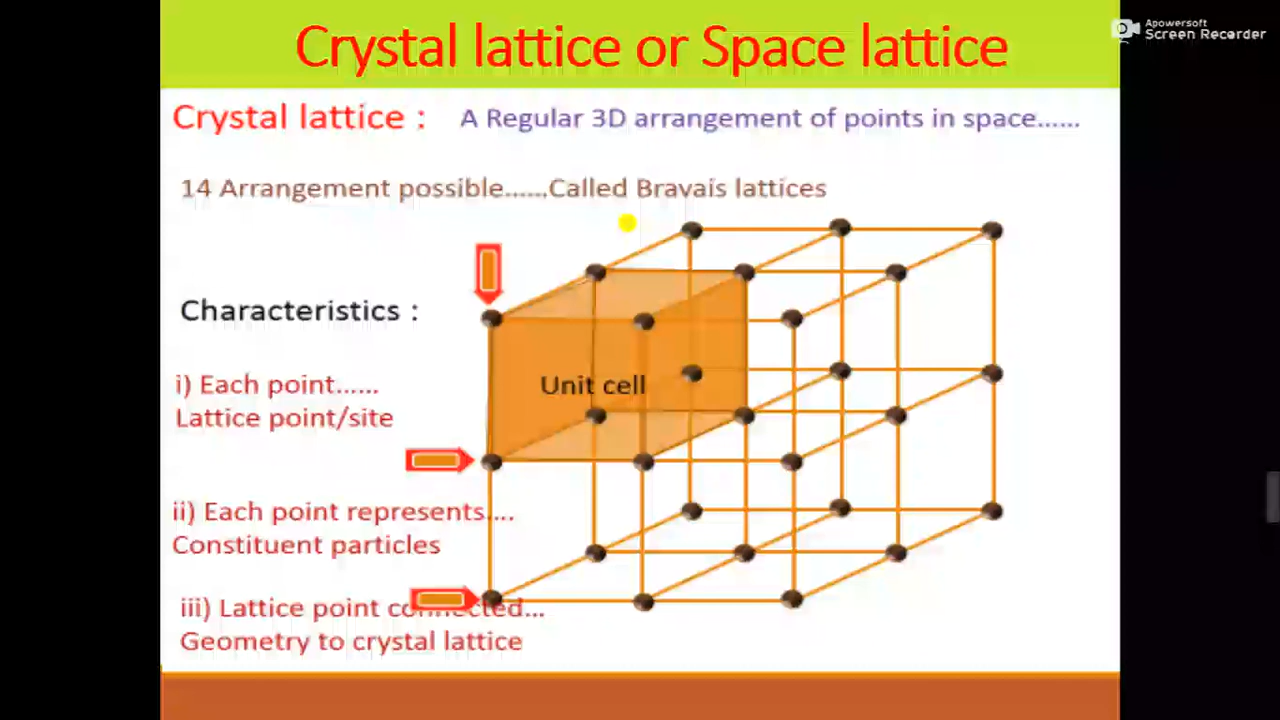 Crystal lattice or Space lattice
Apowersoft
Screen Recorder
Crystal lattice : A Regular 3D arrangement of points in space......
14 Arrangement possible......Called Bravais lattices
Characteristics :
i) Each point......
Lattice point/site
Unit cell
ii) Each point represents....
Constituent particles
iii) Lattice point connected...
Geometry to crystal lattice